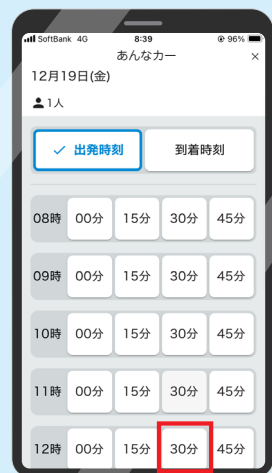 SoftBank 4G 8:39 96%
あんなカー ×
12月19日(金)
1人
✓ 出発時刻 到着時刻
08時 00分 15分 30分 45分
09時 00分 15分 30分 45分
10時 00分 15分 30分 45分
11時 00分 15分 30分 45分
12時 00分 15分 30分 45分